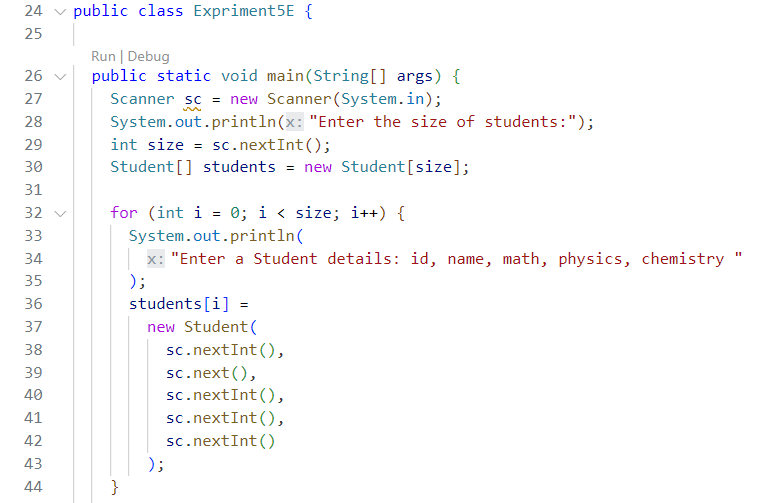 24 public class Expriment5E {
25
Run | Debug
26 public static void main(String[] args) {
27 Scanner sc = new Scanner(System.in);
28 System.out.println(x: "Enter the size of students:");
29 int size = sc.nextInt();
30 Student[] students = new Student[size];
31
32 for (int i = 0; i < size; i++) {
33 System.out.println(
34 x: "Enter a Student details: id, name, math, physics, chemistry "
35 );
36 students[i] =
37 new Student(
38 sc.nextInt(),
39 sc.next(),
40 sc.nextInt(),
41 sc.nextInt(),
42 sc.nextInt()
43 );
44 }